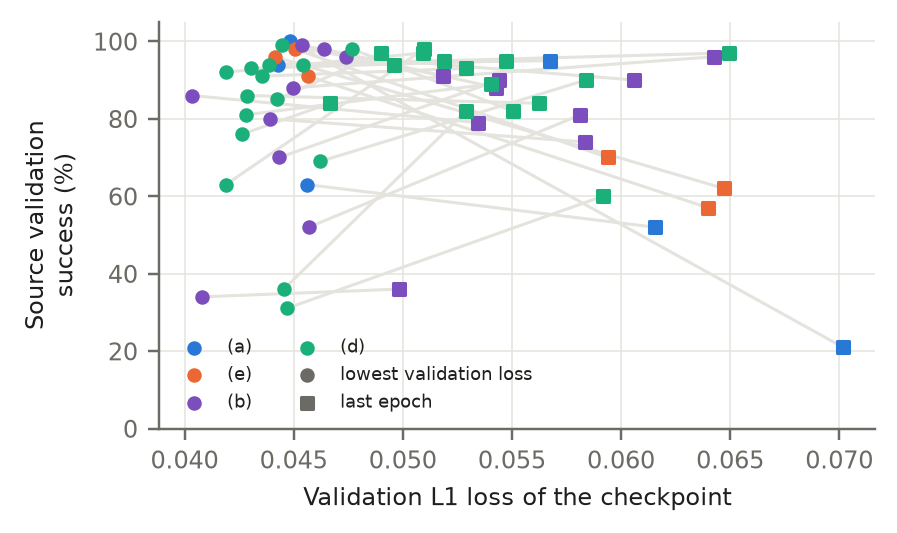 Source validation
success (%)
100
80
60
40
20
0
(a)
(e)
(b)
(d)
lowest validation loss
last epoch
0.040
0.045
0.050
0.055
0.060
0.065
0.070
Validation L1 loss of the checkpoint